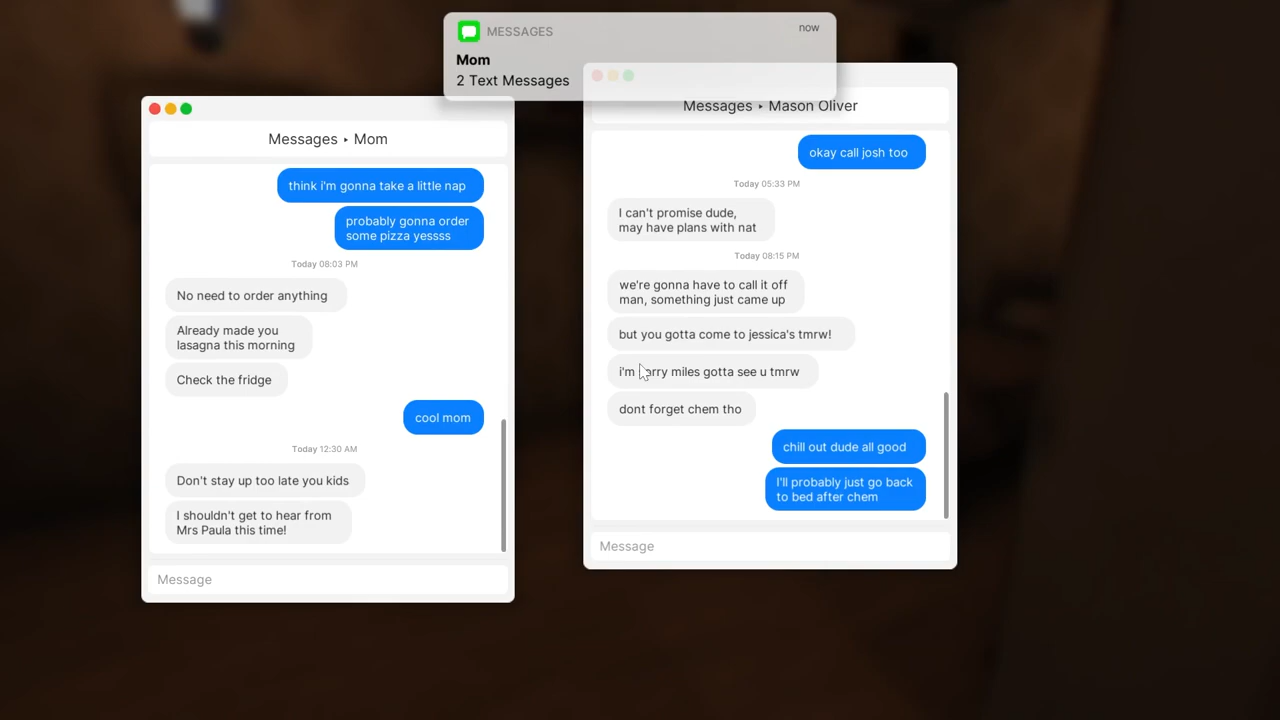 MESSAGES
now
Mom
2 Text Messages
Messages ▸ Mom
think i'm gonna take a little nap
probably gonna order
some pizza yessss
Today 08:03 PM
No need to order anything
Already made you
lasagna this morning
Check the fridge
cool mom
Today 12:30 AM
Don't stay up too late you kids
I shouldn't get to hear from
Mrs Paula this time!
Message
Messages ▸ Mason Oliver
okay call josh too
Today 05:33 PM
I can't promise dude,
may have plans with nat
Today 08:15 PM
we're gonna have to call it off
man, something just came up
but you gotta come to jessica's tmrw!
i'm sorry miles gotta see u tmrw
dont forget chem tho
chill out dude all good
I'll probably just go back
to bed after chem
Message